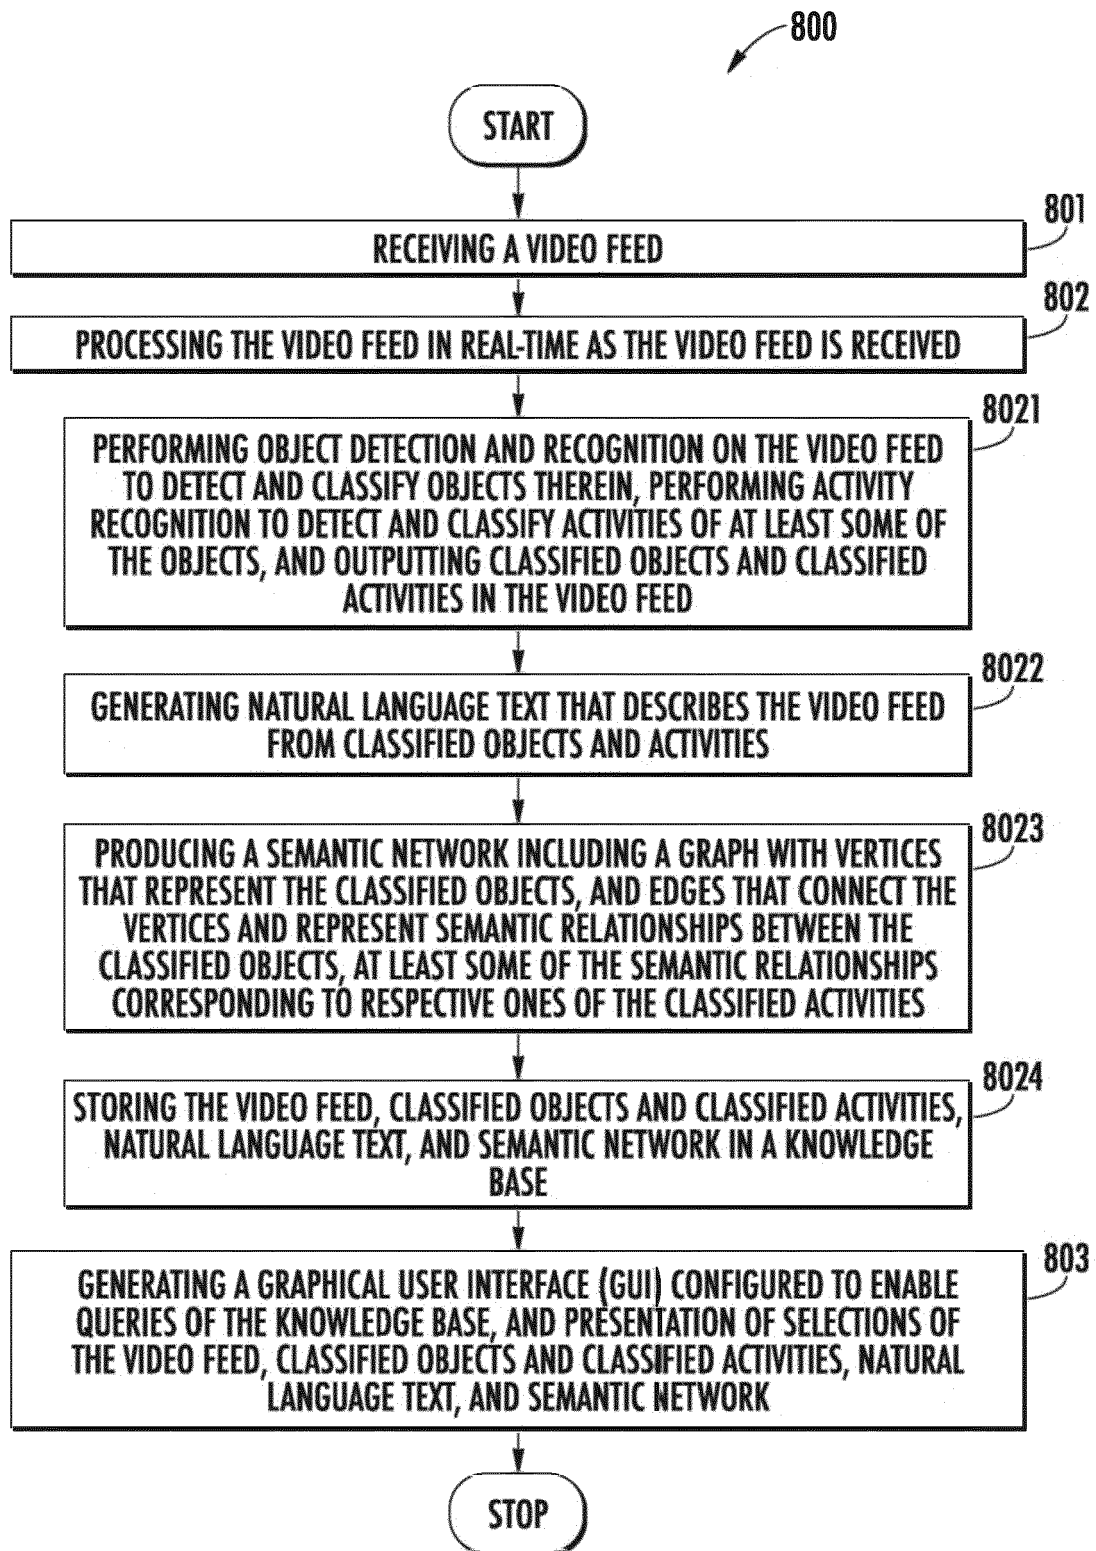 800
START
801
RECEIVING A VIDEO FEED
802
PROCESSING THE VIDEO FEED IN REAL-TIME AS THE VIDEO FEED IS RECEIVED
8021
PERFORMING OBJECT DETECTION AND RECOGNITION ON THE VIDEO FEED
TO DETECT AND CLASSIFY OBJECTS THEREIN, PERFORMING ACTIVITY
RECOGNITION TO DETECT AND CLASSIFY ACTIVITIES OF AT LEAST SOME OF
THE OBJECTS, AND OUTPUTTING CLASSIFIED OBJECTS AND CLASSIFIED
ACTIVITIES IN THE VIDEO FEED
8022
GENERATING NATURAL LANGUAGE TEXT THAT DESCRIBES THE VIDEO FEED
FROM CLASSIFIED OBJECTS AND ACTIVITIES
8023
PRODUCING A SEMANTIC NETWORK INCLUDING A GRAPH WITH VERTICES
THAT REPRESENT THE CLASSIFIED OBJECTS, AND EDGES THAT CONNECT THE
VERTICES AND REPRESENT SEMANTIC RELATIONSHIPS BETWEEN THE
CLASSIFIED OBJECTS, AT LEAST SOME OF THE SEMANTIC RELATIONSHIPS
CORRESPONDING TO RESPECTIVE ONES OF THE CLASSIFIED ACTIVITIES
8024
STORING THE VIDEO FEED, CLASSIFIED OBJECTS AND CLASSIFIED ACTIVITIES,
NATURAL LANGUAGE TEXT, AND SEMANTIC NETWORK IN A KNOWLEDGE
BASE
803
GENERATING A GRAPHICAL USER INTERFACE (GUI) CONFIGURED TO ENABLE
QUERIES OF THE KNOWLEDGE BASE, AND PRESENTATION OF SELECTIONS OF
THE VIDEO FEED, CLASSIFIED OBJECTS AND CLASSIFIED ACTIVITIES, NATURAL
LANGUAGE TEXT, AND SEMANTIC NETWORK
STOP